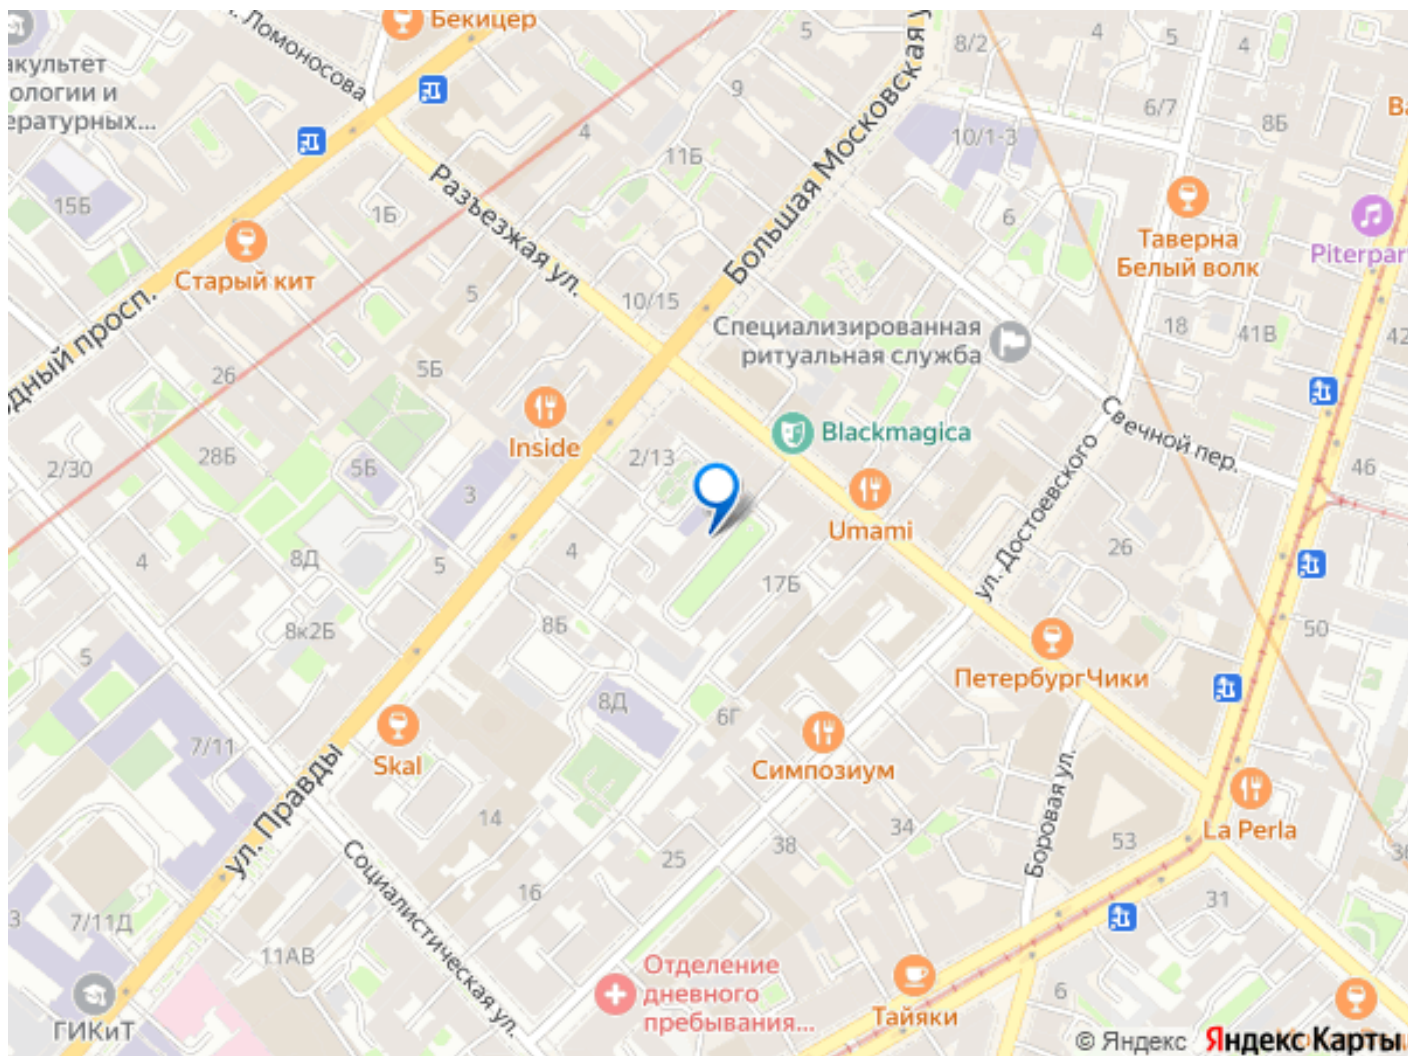 Бекицер
Ломоносова
5
8/2
4
5
4
акультет
ологии и
ературных...
9
6/7
8Б
4
11Б
10/1-3
15Б
1Б
Разъезжая ул.
Большая Московская
6
Таверна
Белый волк
Piterpar
Старый кит
5
10/15
Специализированная
ритуальная служба
18
41В
42
дный просп.
26
5Б
Inside
Blackmagica
Свечной пер.
2/30
28Б
5Б
3
2/13
46
Umami
ул. Достоевского
26
4
8Д
5
4
17Б
8к2Б
8Б
50
5
ПетербургЧики
8Д
6Г
7/11
Skal
Симпозиум
ул. Правды
14
Боровая ул.
La Perla
34
53
38
25
Социалистическая ул.
16
31
3
7/11Д
11АВ
Отделение
дневного
пребывания...
6
Тайяки
ГИКиТ
© Яндекс Яндекс Карты